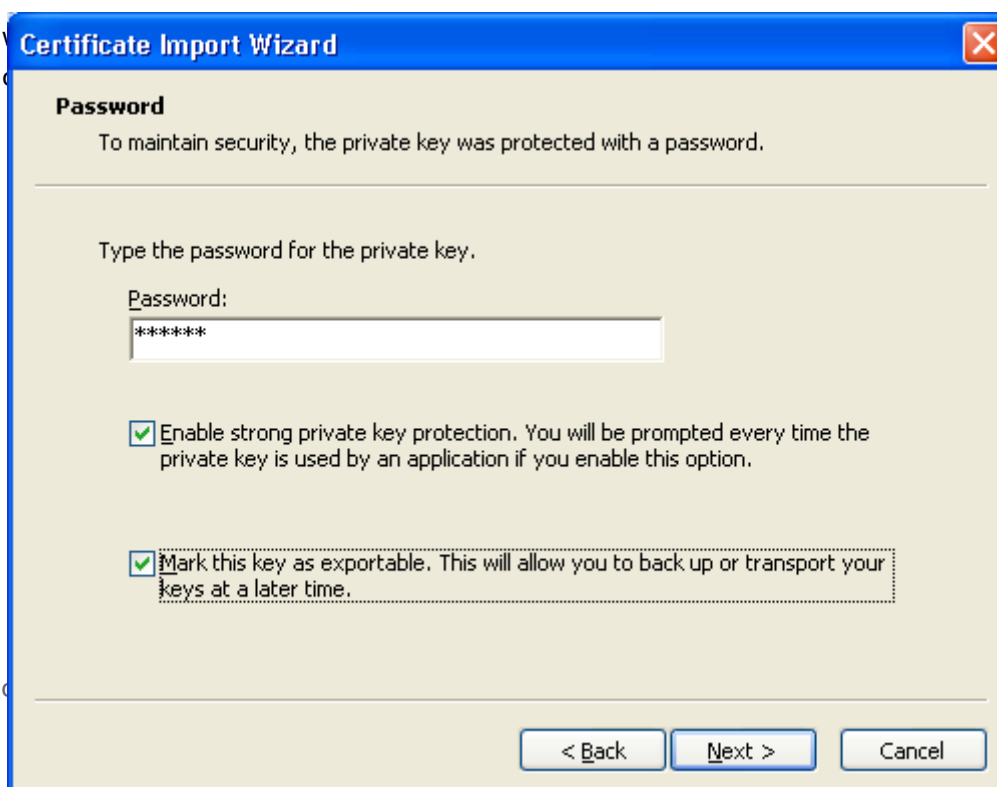 Certificate Import Wizard
Password
To maintain security, the private key was protected with a password.
Type the password for the private key.
Password:
******
Enable strong private key protection. You will be prompted every time the
private key is used by an application if you enable this option.
Mark this key as exportable. This will allow you to back up or transport your
keys at a later time.
< Back
Next >
Cancel